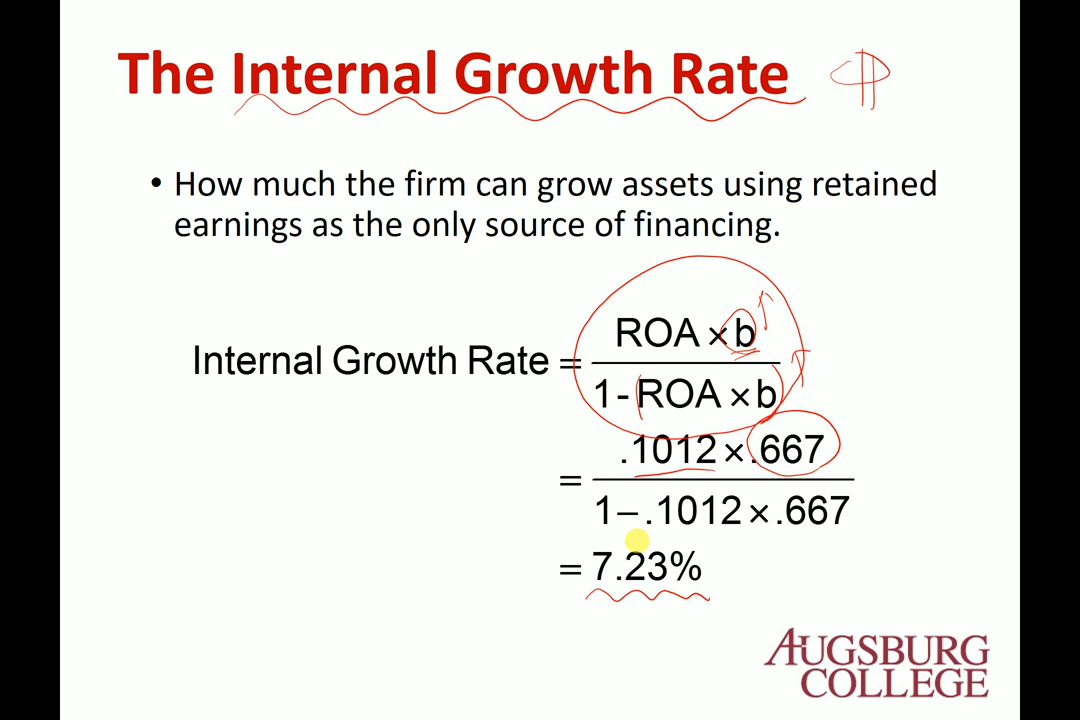 The Internal Growth Rate
• How much the firm can grow assets using retained
earnings as the only source of financing.
ROA × b
Internal Growth Rate =
1 - ROA × b
.1012 × .667
=
1 – .1012 × .667
= 7.23%
AUGSBURG
COLLEGE